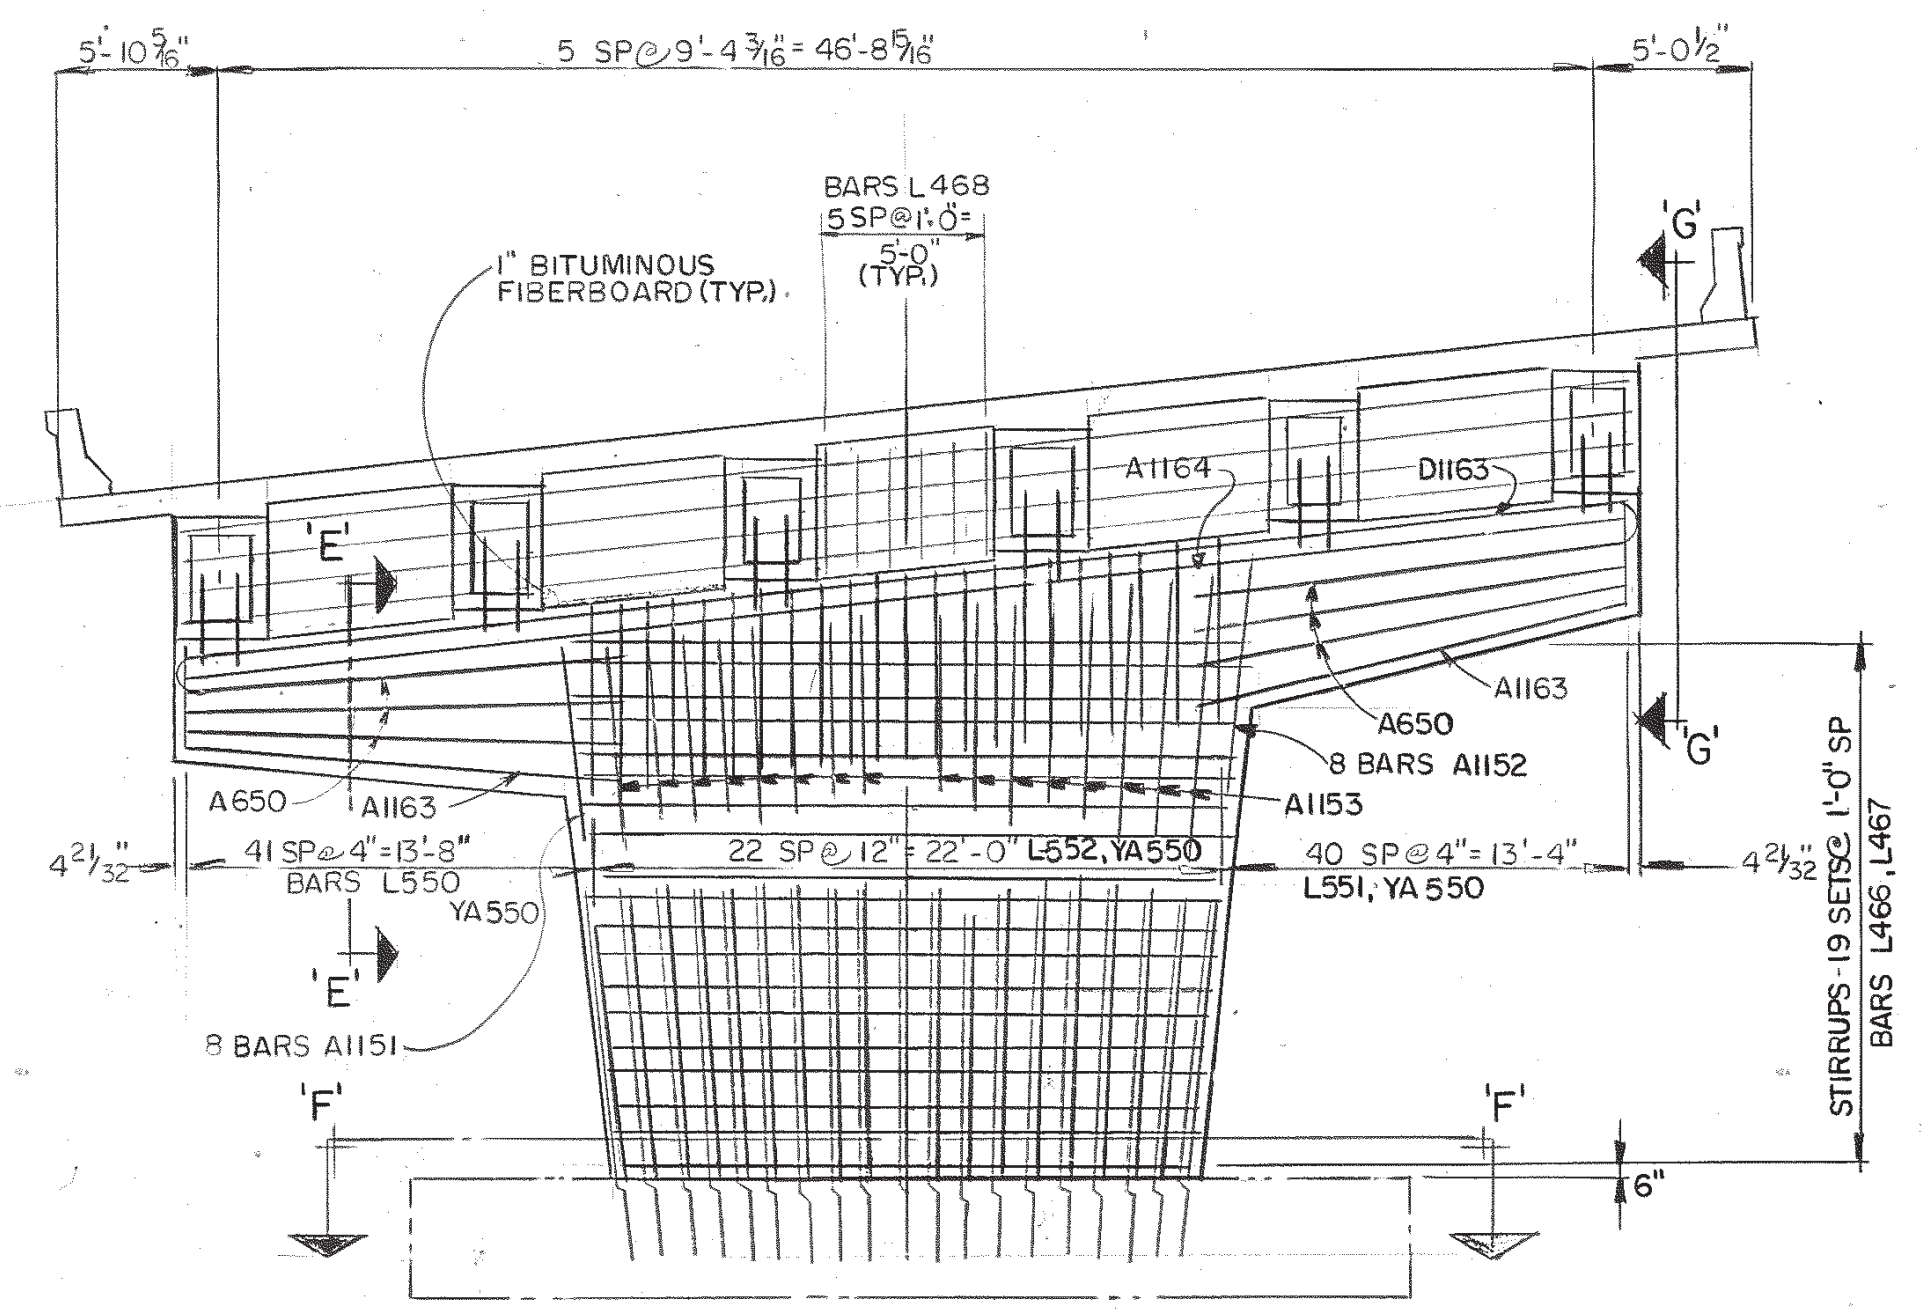 5'-10 5/16"
5 SP@ 9'-4 3/16"= 46'-8 15/16"
5'-0 1/2"
BARS L468
5 SP@1'-0"=
5'-0"
(TYP.)
'G'
1" BITUMINOUS
FIBERBOARD (TYP.)
A1164
D1163
'E'
A1163
A650
'G'
8 BARS A1152
A650
A1163
A1153
4 21/32"
41 SP@ 4"=13'-8"
BARS L550
YA550
22 SP@ 12"= 22'-0" L552, YA550
40 SP@4"= 13'-4"
L551, YA550
4 21/32"
STIRRUPS-19 SETS@ 1'-0" SP
BARS L466, L467
'E'
8 BARS A1151
'F'
'F'
6"